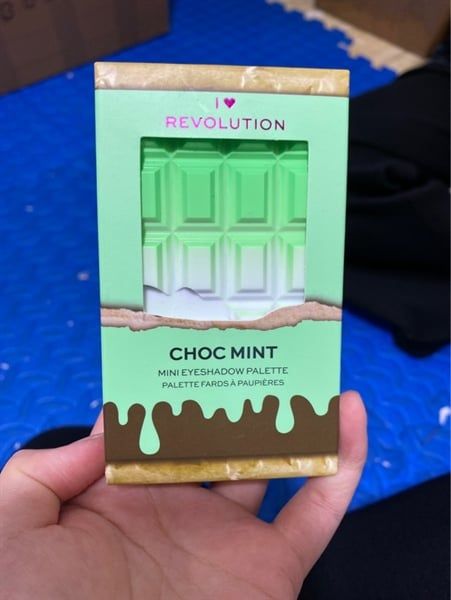 I♥
REVOLUTION
CHOC MINT
MINI EYESHADOW PALETTE
PALETTE FARDS À PAUPIÈRES